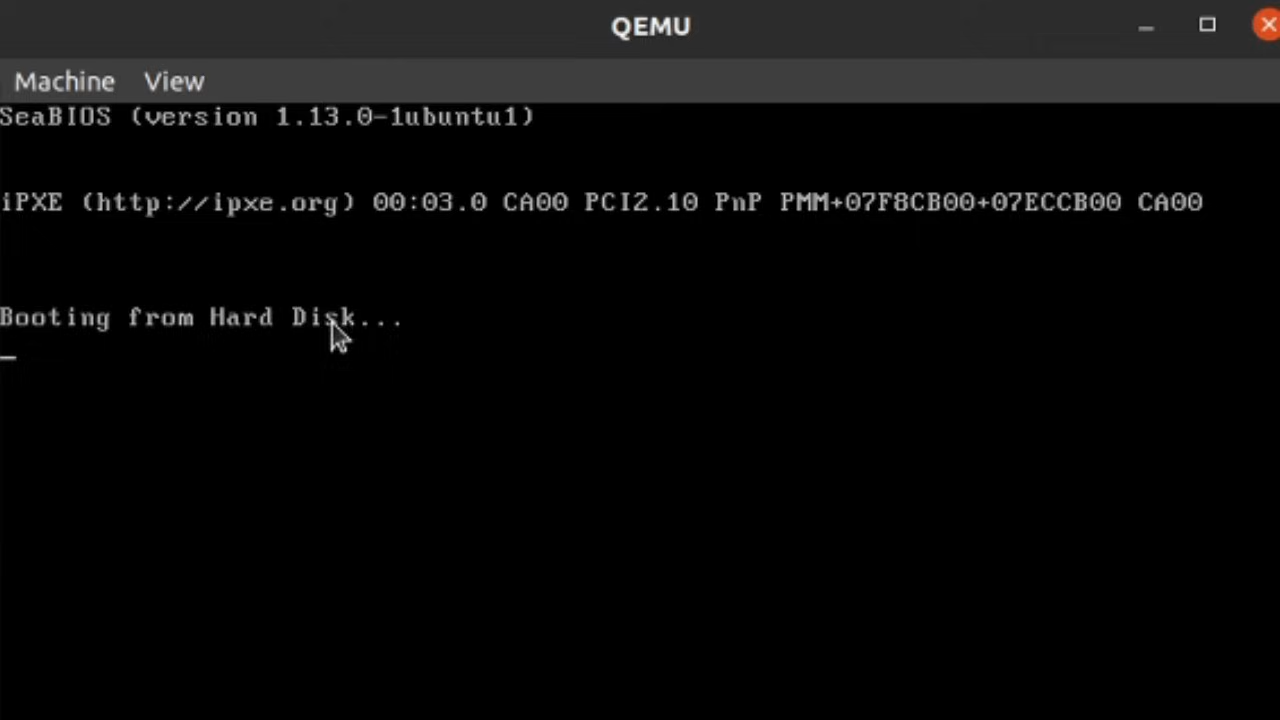 QEMU
Machine View
SeaBIOS (version 1.13.0-1ubuntu1)
iPXE (http://ipxe.org) 00:03.0 CA00 PCI2.10 PnP PMM+07F8CB00+07ECCB00 CA00
Booting from Hard Disk...
_